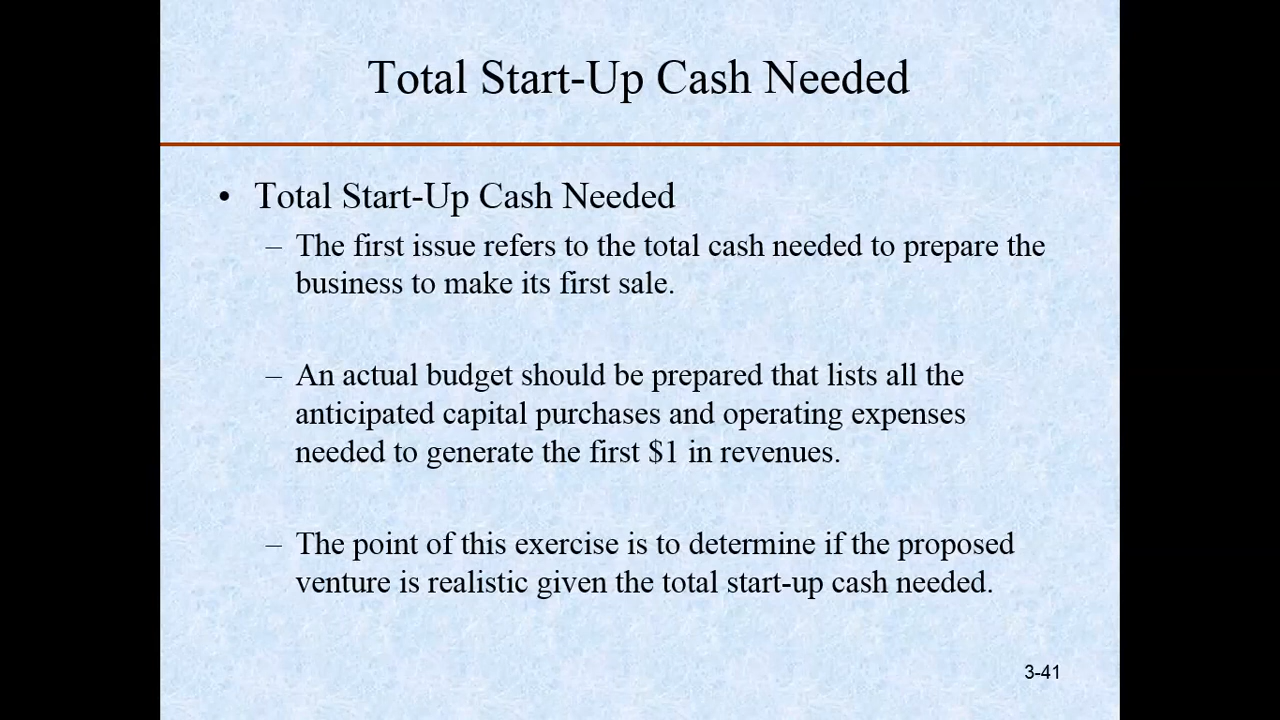 Total Start-Up Cash Needed
• Total Start-Up Cash Needed
– The first issue refers to the total cash needed to prepare the
business to make its first sale.
– An actual budget should be prepared that lists all the
anticipated capital purchases and operating expenses
needed to generate the first $1 in revenues.
– The point of this exercise is to determine if the proposed
venture is realistic given the total start-up cash needed.
3-41